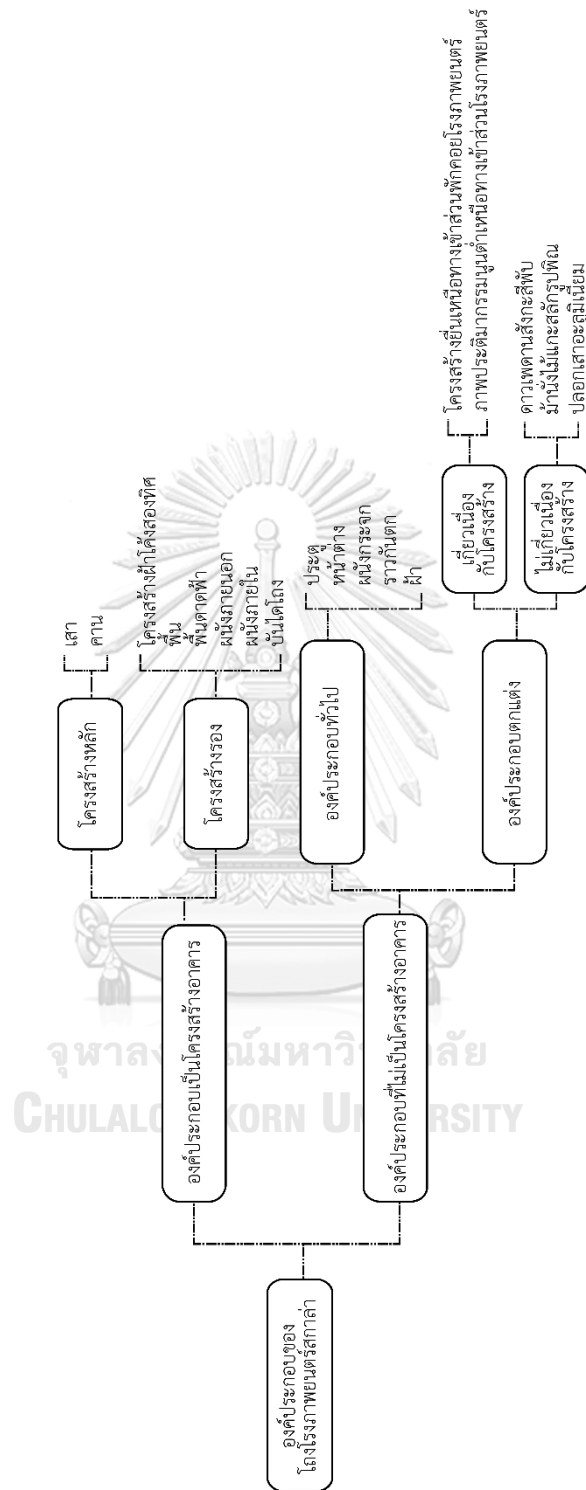 องค์ประกอบของ
โถงโรงภาพยนตร์สกาล่า
องค์ประกอบเป็นโครงสร้างอาคาร
โครงสร้างหลัก
เสา
คาน
โครงสร้างรอง
โครงสร้างฝ้าโค้งสองทิศ
พื้น
พื้นดาดฟ้า
ผนังภายนอก
ผนังภายใน
บันไดโถง
องค์ประกอบที่ไม่เป็นโครงสร้างอาคาร
องค์ประกอบทั่วไป
ประตู
หน้าต่าง
ผนังกระจก
ราวกันตก
ฝ้า
องค์ประกอบตกแต่ง
เกี่ยวเนื่อง
กับโครงสร้าง
โครงสร้างยื่นเหนือทางเข้าส่วนพักคอยโรงภาพยนตร์
ภาพประติมากรรมนูนต่ำเหนือทางเข้าส่วนโรงภาพยนตร์
ไม่เกี่ยวเนื่อง
กับโครงสร้าง
ดาวเพดานสังกะสีพับ
ม้านั่งไม้แกะสลักรูปพิณ
ปลอกเสาอะลูมิเนียม
จุฬาลงกรณ์มหาวิทยาลัย
CHULALONGKORN UNIVERSITY